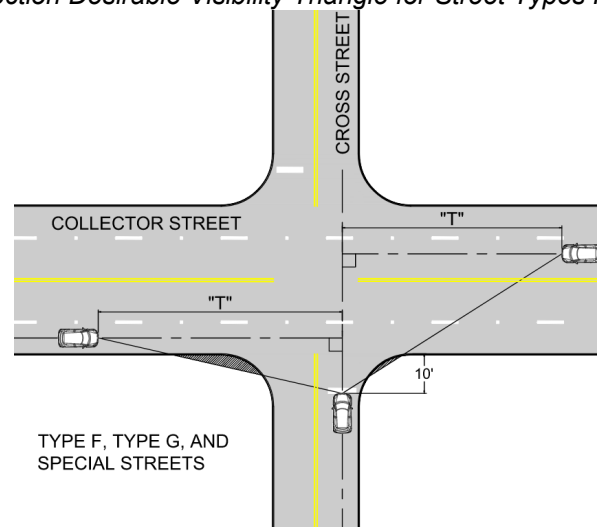 ction Desirable Visibility Triangle for Street Types
CROSS STREET
COLLECTOR STREET
"T"
"T"
10'
TYPE F, TYPE G, AND
SPECIAL STREETS